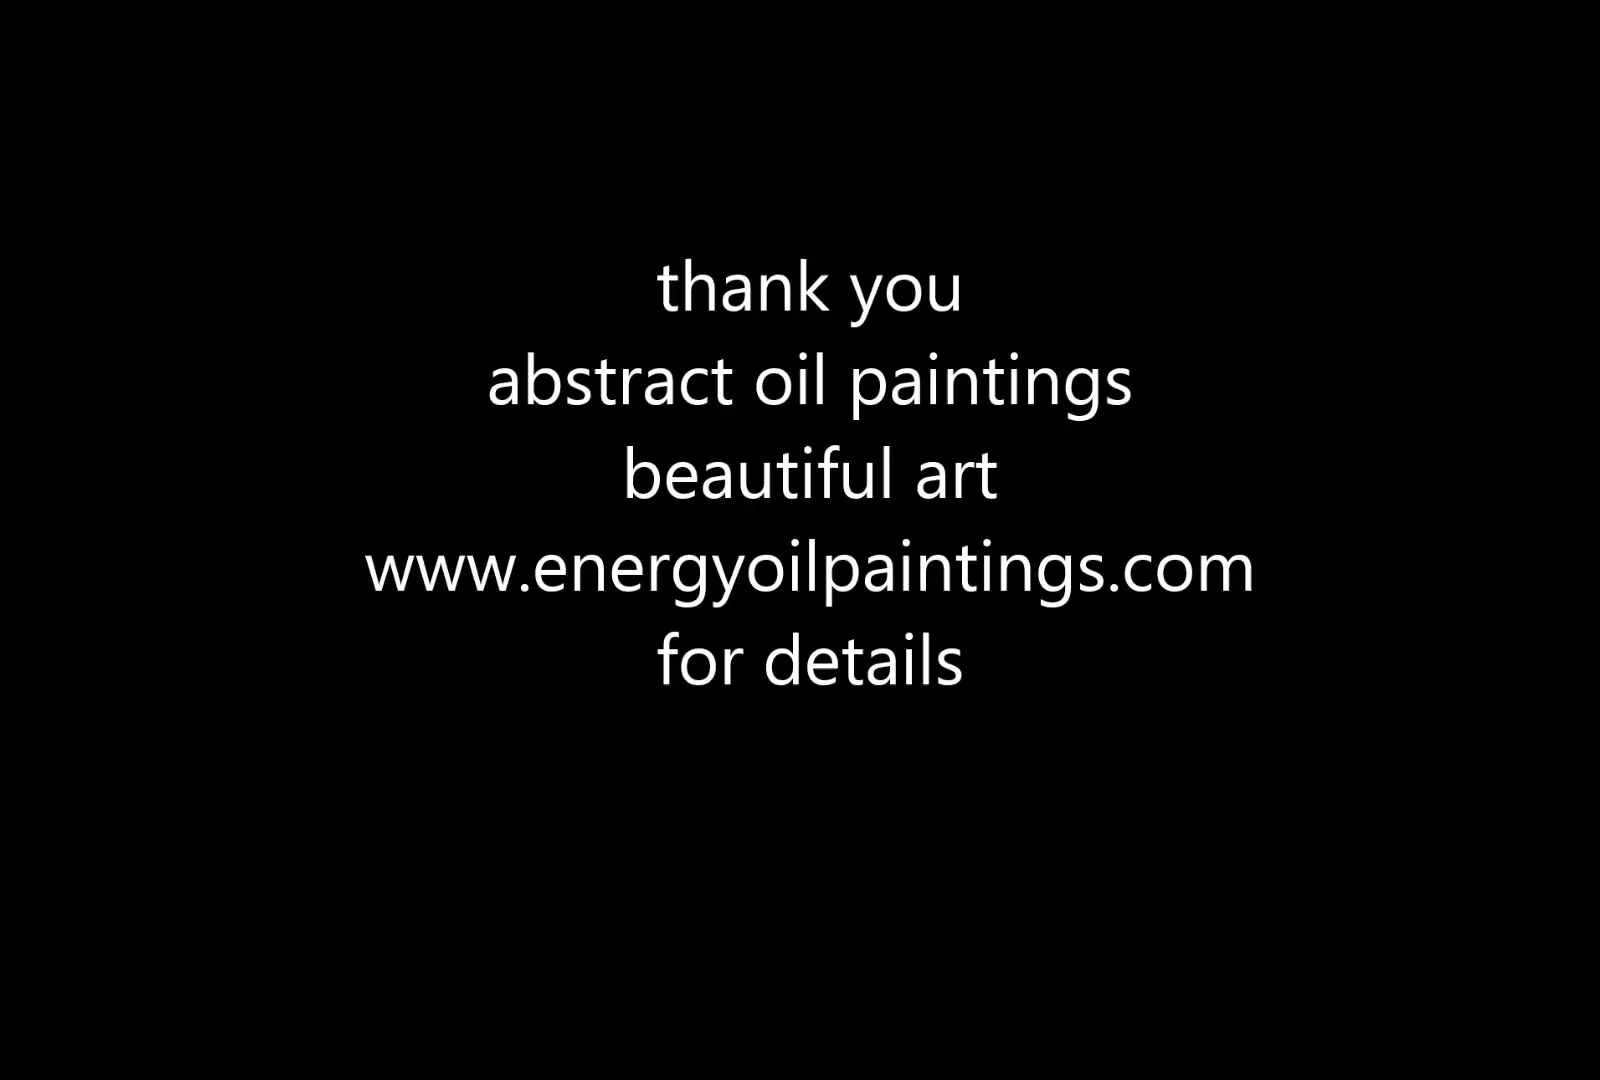 thank you
abstract oil paintings
beautiful art
www.energyoilpaintings.com
for details